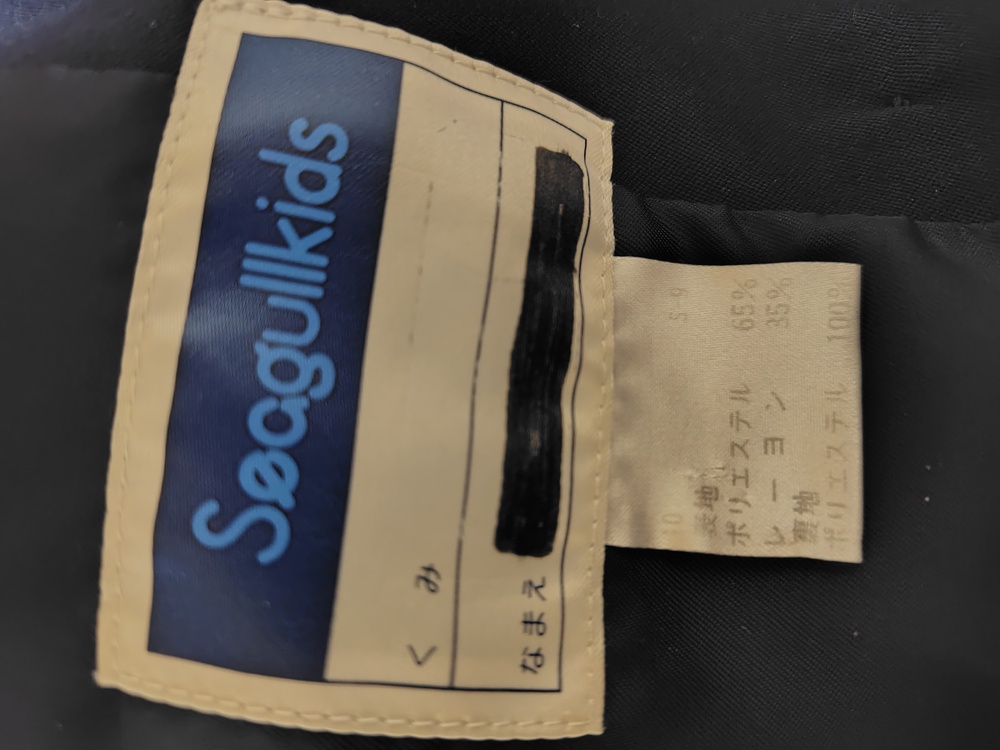 Seagullkids
くみ
なまえ
表地
ポリエステル 65%
レーヨン 35%
裏地
ポリエステル 100%